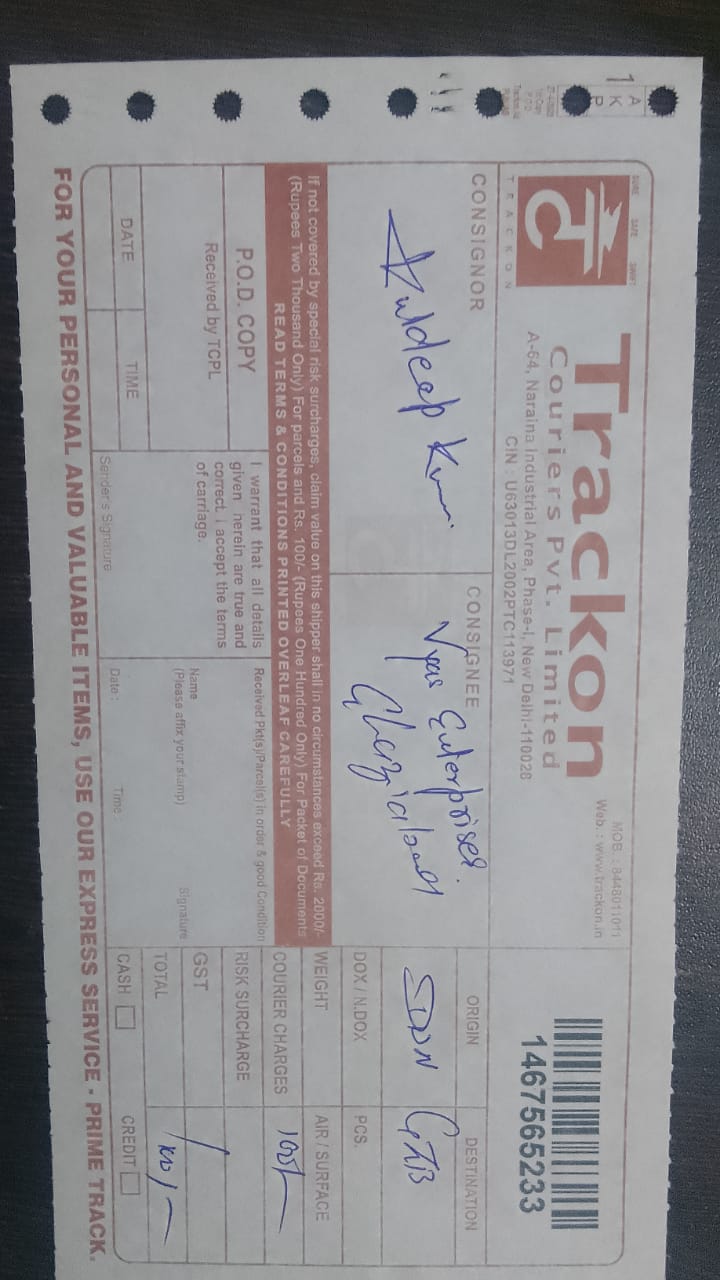 SURE SAFE SWIFT
TRACKON
Trackon
Couriers Pvt. Limited
A-64, Naraina Industrial Area, Phase-I, New Delhi-110028
CIN : U63013DL2002PTC113971
MOB. : 8448011011
Web.: www.trackon.in
1467565233
CONSIGNOR
Kuldeep
CONSIGNEE
Vyas Enterprises.
Ghaziabad
ORIGIN
DESTINATION
SDDN
GZB
DOX / N.DOX
PCS.
WEIGHT
AIR / SURFACE
COURIER CHARGES
100/-
RISK SURCHARGE
GST
TOTAL
100/-
CASH
CREDIT
If not covered by special risk surcharges, claim value on this shipper shall in no circumstances exceed Rs. 2000/-
(Rupees Two Thousand Only) For parcels and Rs. 100/- (Rupees One Hundred Only) For Packet of Documents
READ TERMS & CONDITIONS PRINTED OVERLEAF CAREFULLY
P.O.D. COPY
Received by TCPL
DATE
TIME
I warrant that all details
given herein are true and
correct. I accept the terms
of carriage.
Sender's Signature
Received Pkt(s)/Parcel(s) in order & good Condition
Name
(Please affix your stamp)
Signature
Date :
Time :
FOR YOUR PERSONAL AND VALUABLE ITEMS, USE OUR EXPRESS SERVICE - PRIME TRACK.